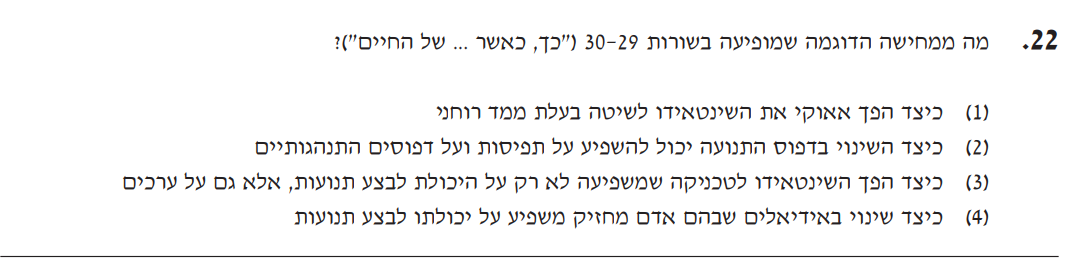 22. מה ממחישה הדוגמה שמופיעה בשורות 30-29 ("כך, כאשר ... של החיים")?
(1) כיצד הפך אאוקי את השינטאידו לשיטה בעלת ממד רוחני
(2) כיצד השינוי בדפוס התנועה יכול להשפיע על תפיסות ועל דפוסים התנהגותיים
(3) כיצד הפך השינטאידו לטכניקה שמשפיעה לא רק על היכולת לבצע תנועות, אלא גם על ערכים
(4) כיצד שינוי באידיאלים שבהם אדם מחזיק משפיע על יכולתו לבצע תנועות